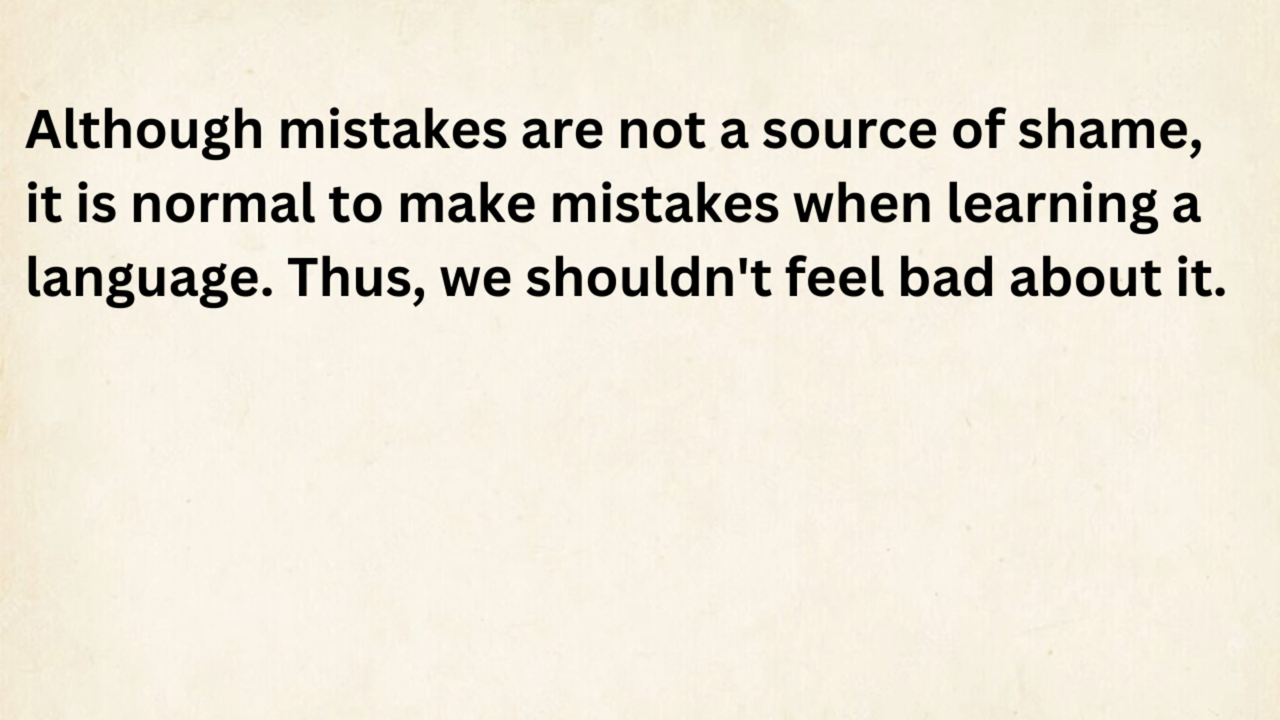 Although mistakes are not a source of shame,
it is normal to make mistakes when learning a
language. Thus, we shouldn't feel bad about it.